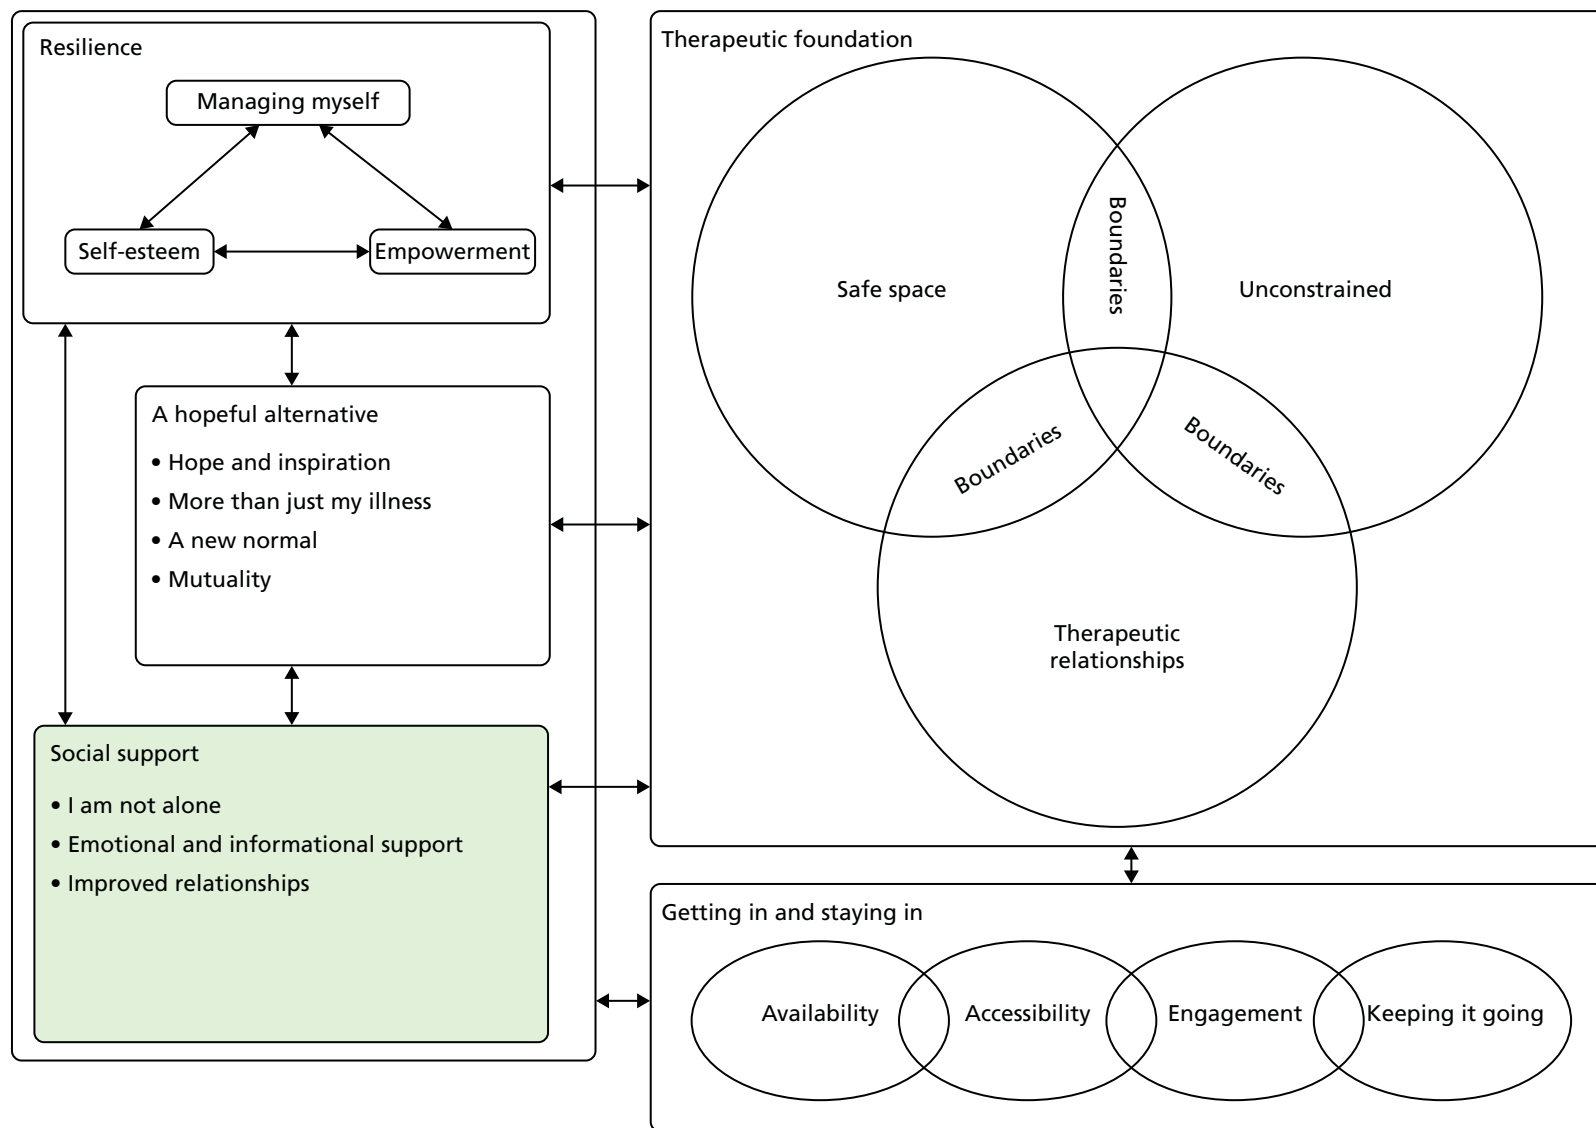 Resilience
Managing myself
Self-esteem
Empowerment
A hopeful alternative
• Hope and inspiration
• More than just my illness
• A new normal
• Mutuality
Social support
• I am not alone
• Emotional and informational support
• Improved relationships
Therapeutic foundation
Safe space
Boundaries
Unconstrained
Boundaries
Boundaries
Therapeutic
relationships
Getting in and staying in
Availability
Accessibility
Engagement
Keeping it going